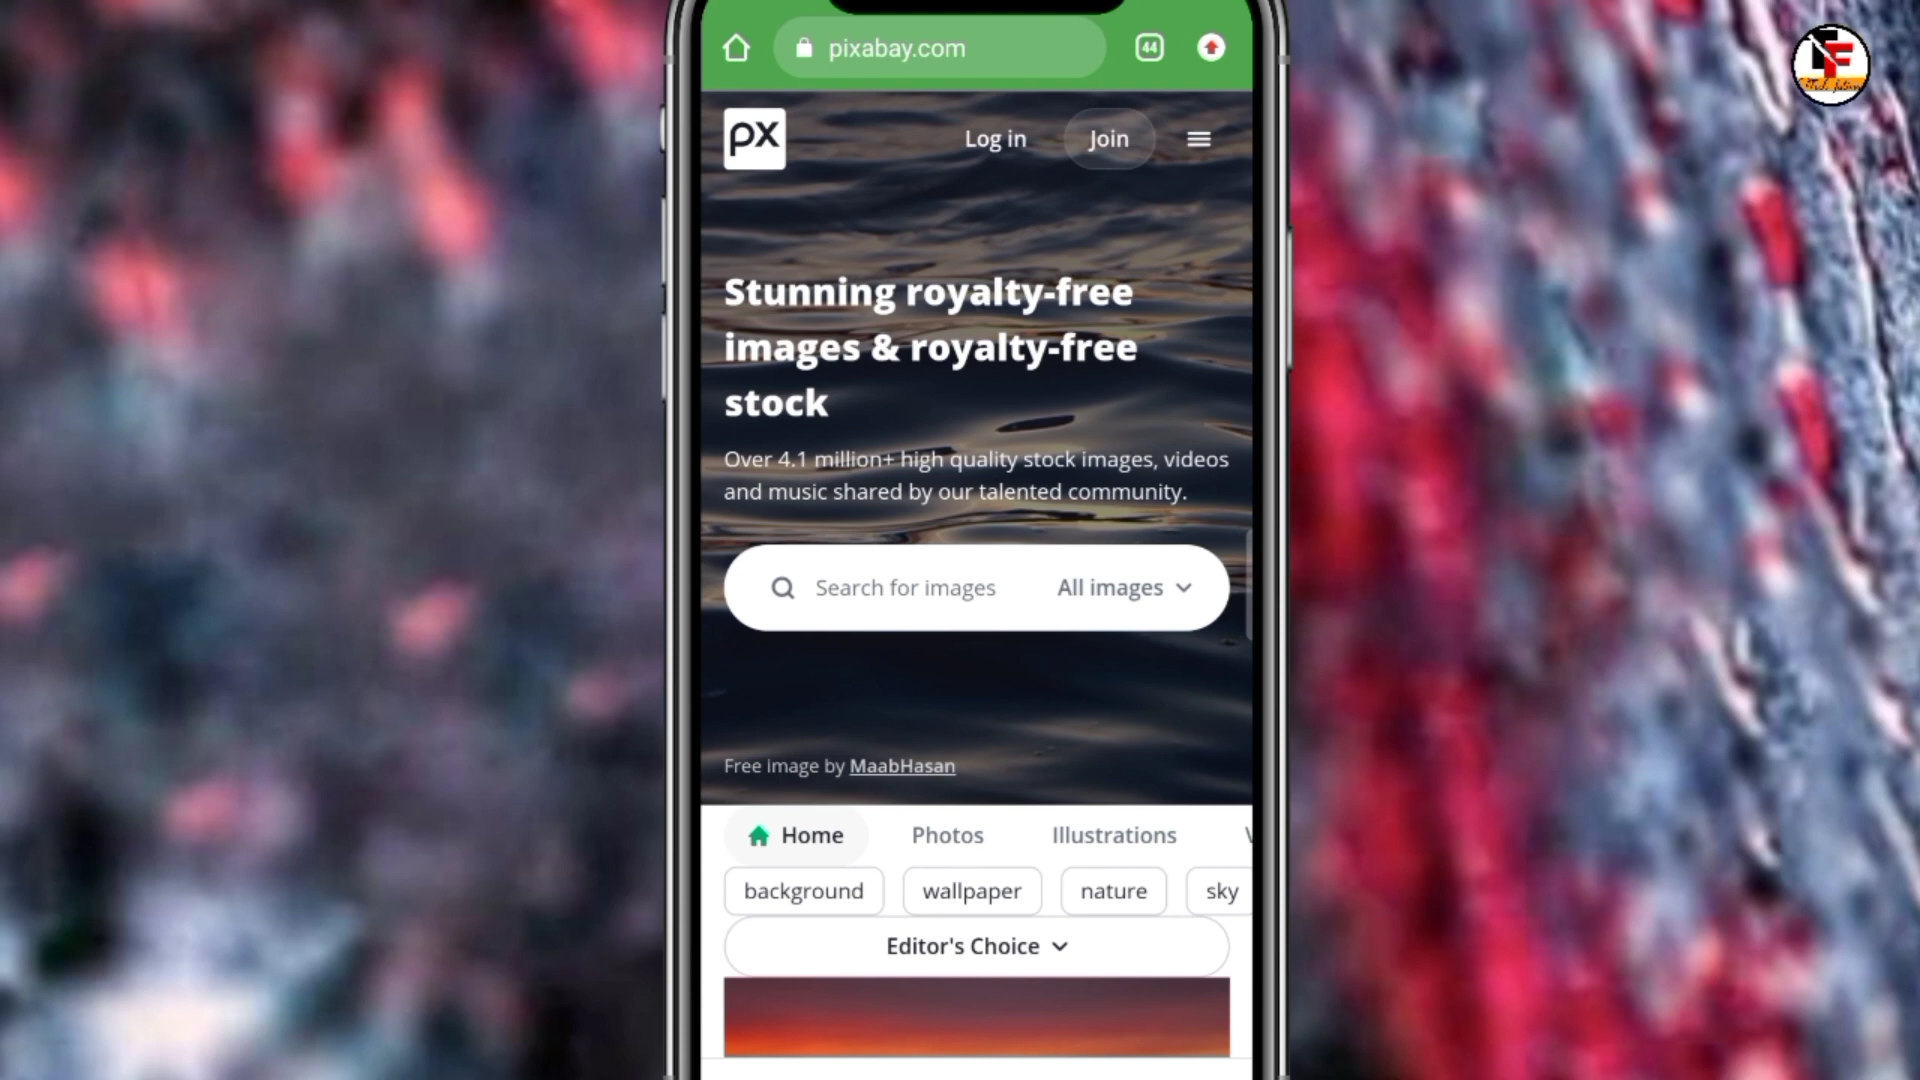 pixabay.com
44
px
Log in
Join
Stunning royalty-free
images & royalty-free
stock
Over 4.1 million+ high quality stock images, videos
and music shared by our talented community.
Search for images
All images
Free image by MaabHasan
Home
Photos
Illustrations
background
wallpaper
nature
sky
Editor's Choice
TF